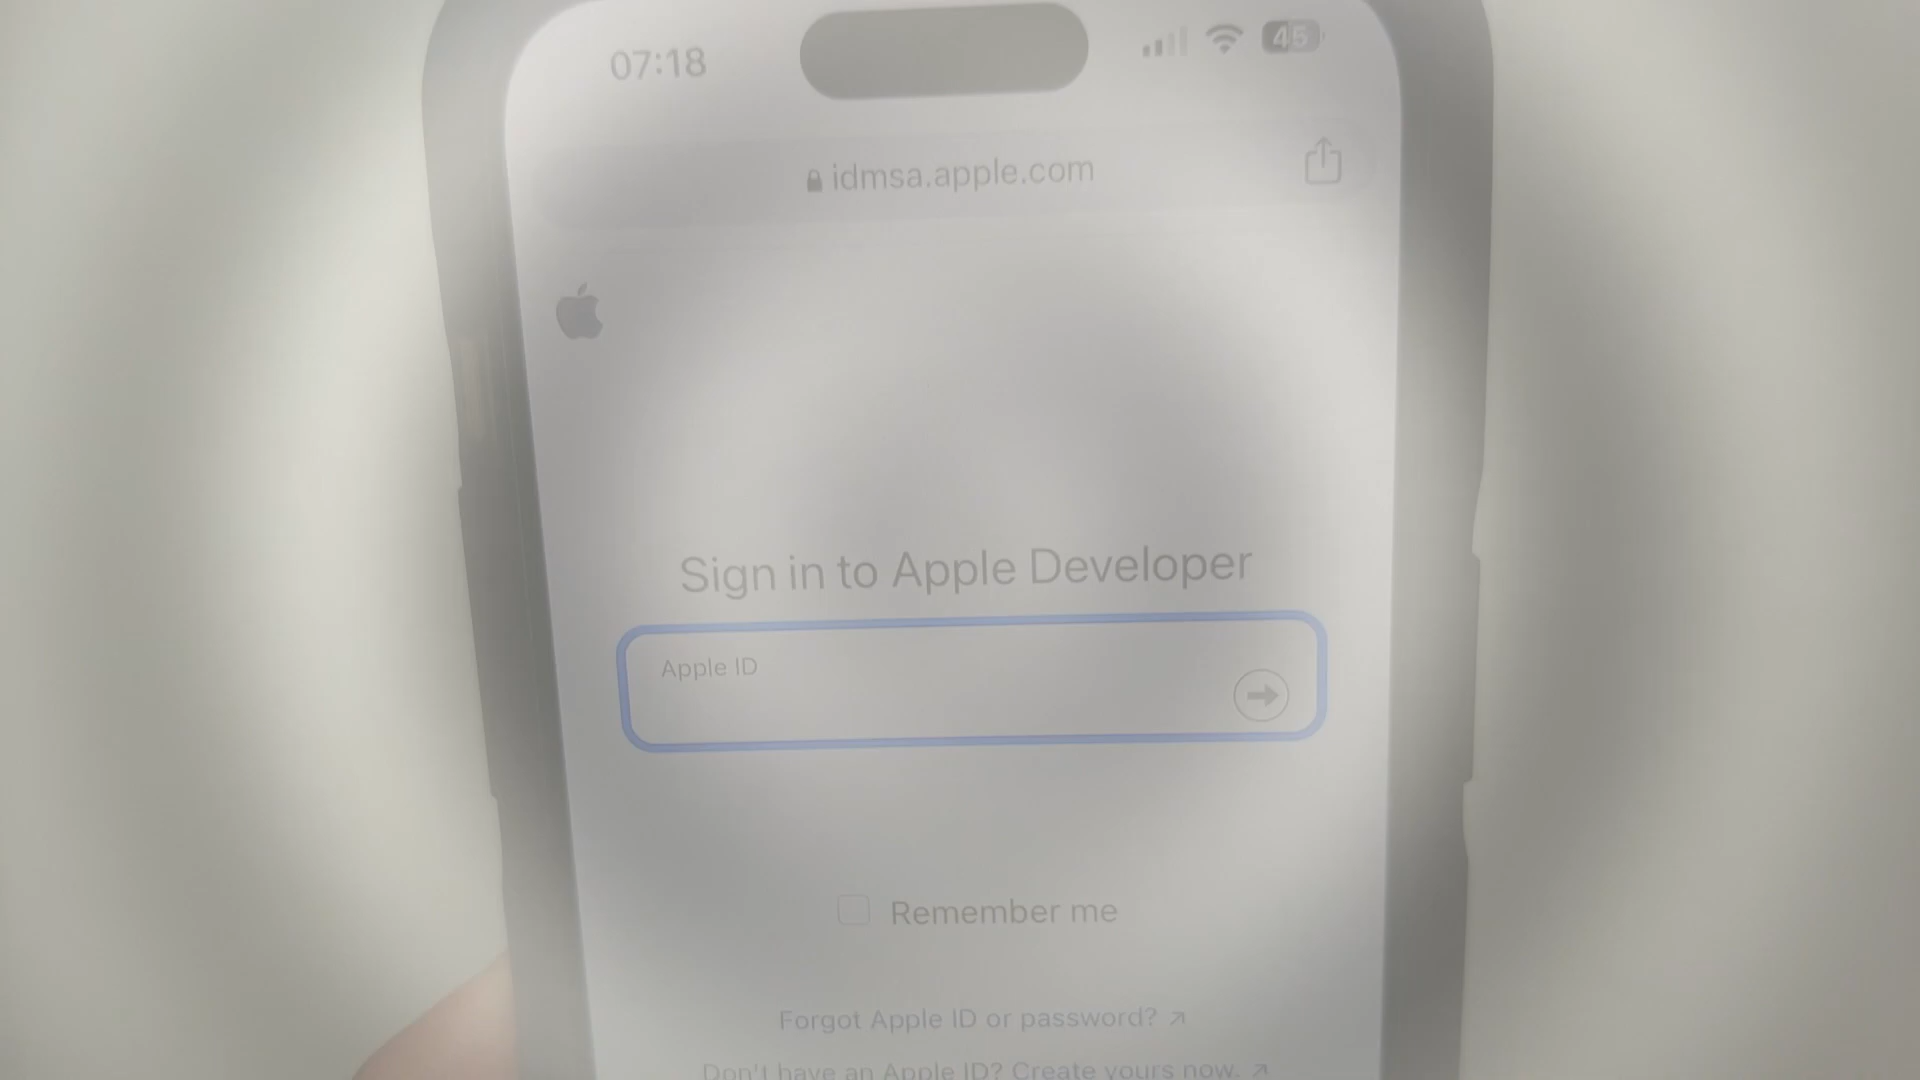 07:18
45
idmsa.apple.com
Sign in to Apple Developer
Apple ID
Remember me
Forgot Apple ID or password? ↗
Don't have an Apple ID? Create yours now. ↗